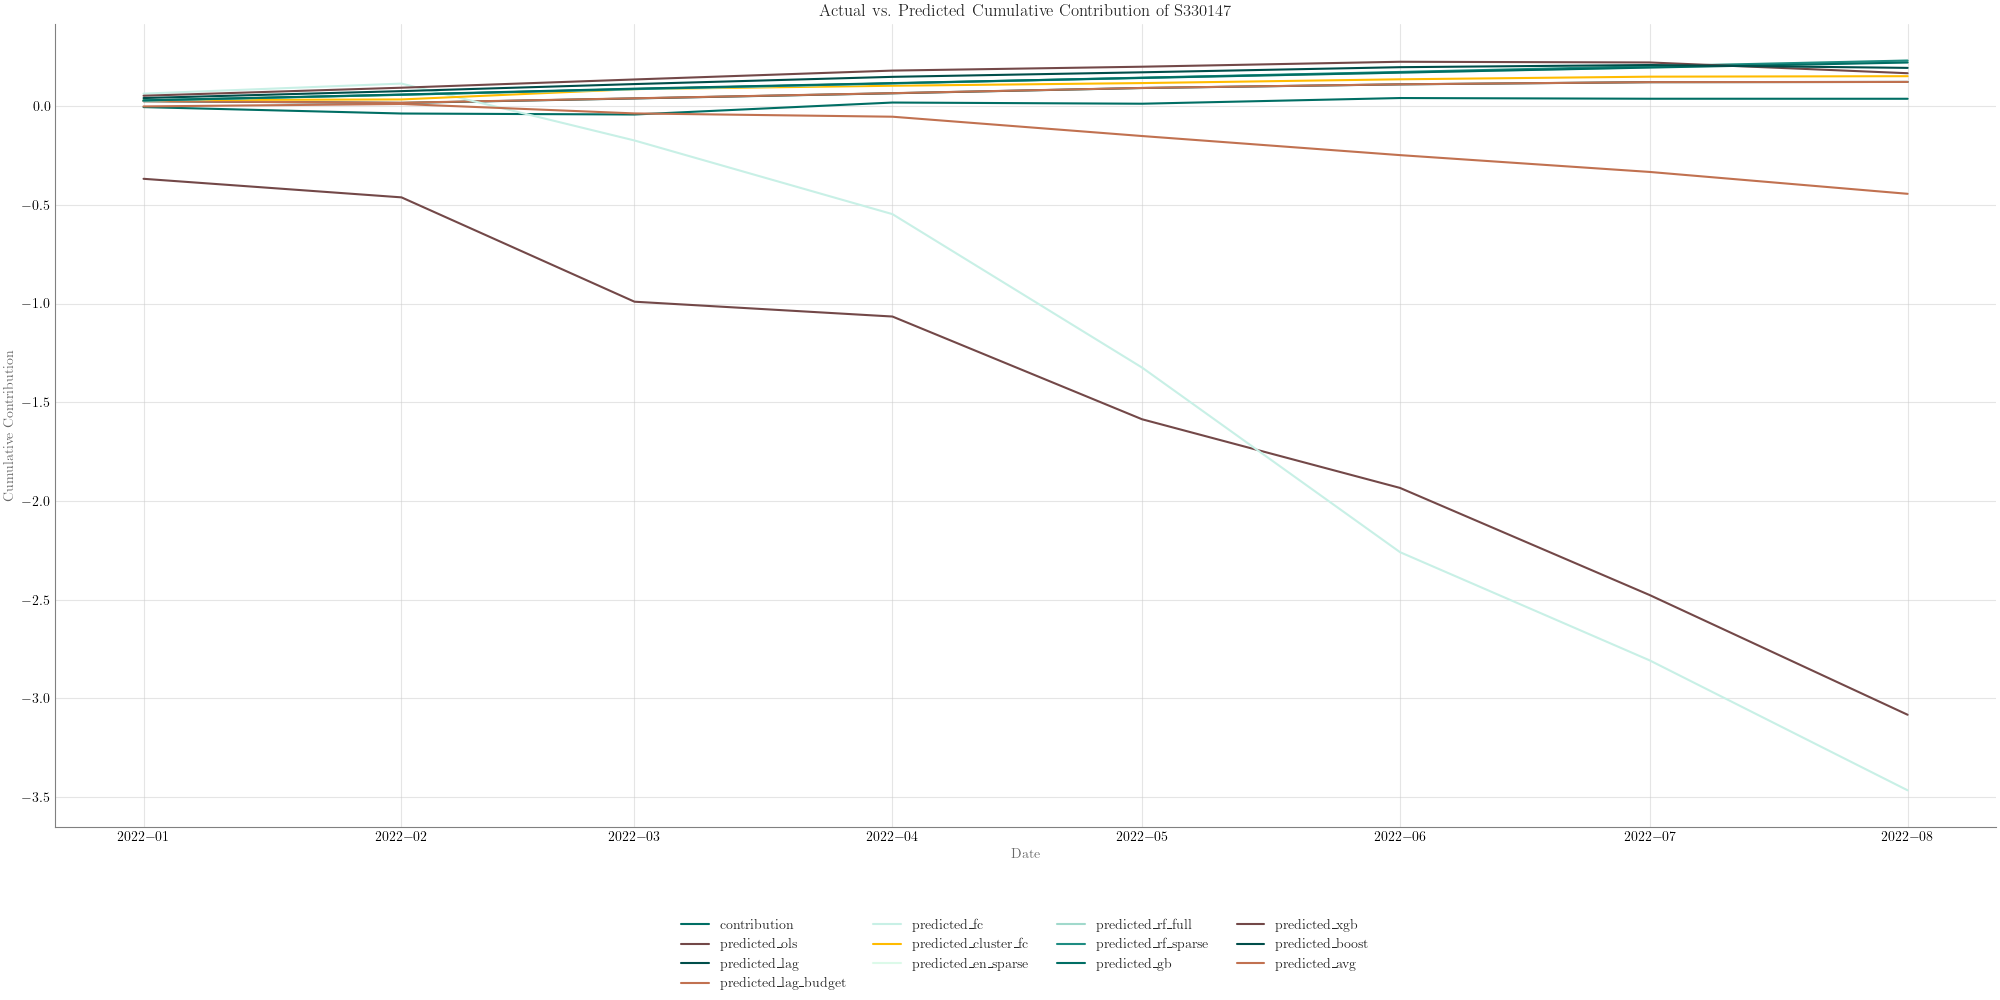 Actual vs. Predicted Cumulative Contribution of S330147
Cumulative Contribution
0.0
−0.5
−1.0
−1.5
−2.0
−2.5
−3.0
−3.5
2022−01 2022−02 2022−03 2022−04 2022−05 2022−06 2022−07 2022−08
Date
contribution predicted_fc predicted_rf_full predicted_xgb
predicted_ols predicted_cluster_fc predicted_rf_sparse predicted_boost
predicted_lag predicted_en_sparse predicted_gb predicted_avg
predicted_lag_budget